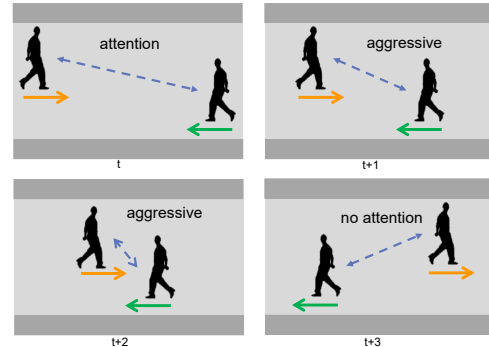 attention
t
aggressive
t+1
aggressive
t+2
no attention
t+3